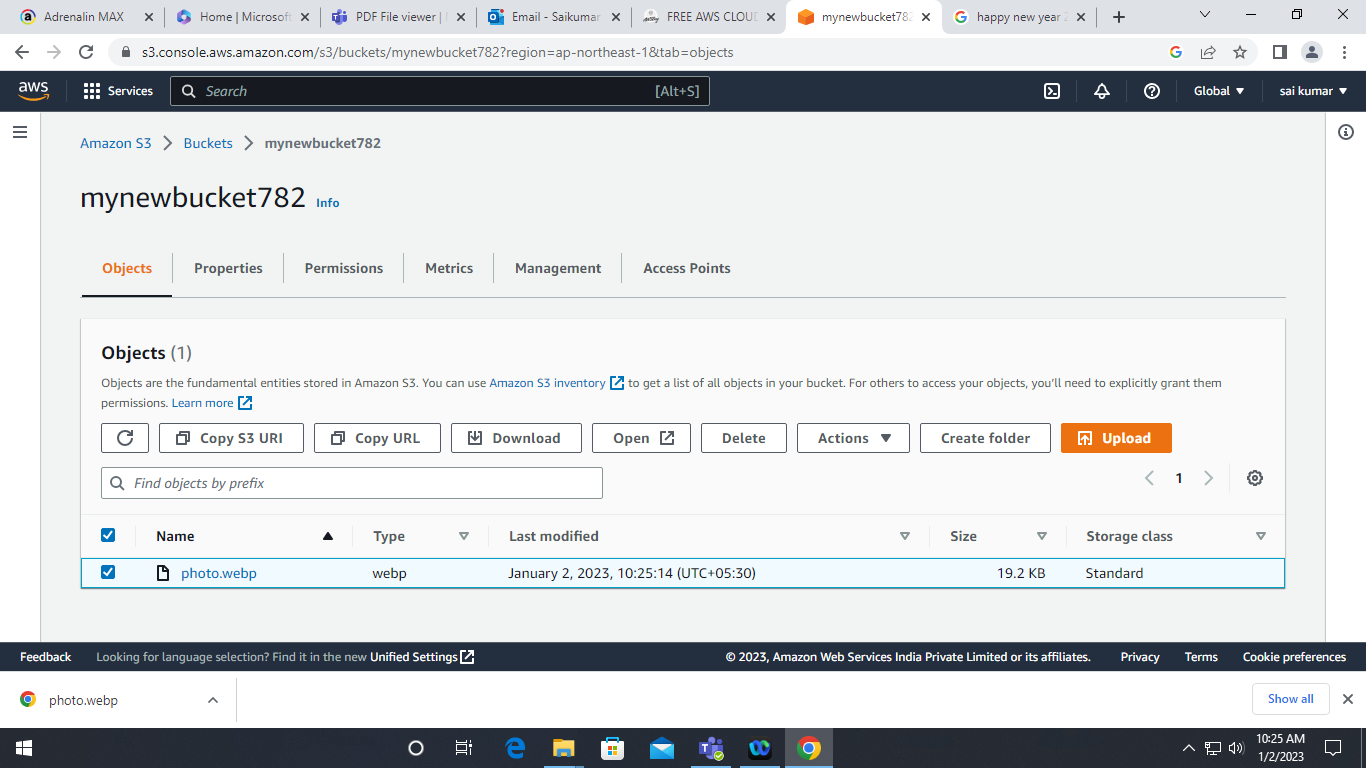 Adrenalin MAX
Home | Microsoft
PDF File viewer |
Email - Saikumar
FREE AWS CLOUD
mynewbucket782
happy new year 2
s3.console.aws.amazon.com/s3/buckets/mynewbucket782?region=ap-northeast-1&tab=objects
aws
Services
Search
[Alt+S]
Global
sai kumar
Amazon S3
Buckets
mynewbucket782
mynewbucket782 Info
Objects
Properties
Permissions
Metrics
Management
Access Points
Objects (1)
Objects are the fundamental entities stored in Amazon S3. You can use Amazon S3 inventory to get a list of all objects in your bucket. For others to access your objects, you'll need to explicitly grant them
permissions. Learn more
Copy S3 URI
Copy URL
Download
Open
Delete
Actions
Create folder
Upload
Find objects by prefix
1
Name
Type
Last modified
Size
Storage class
photo.webp
webp
January 2, 2023, 10:25:14 (UTC+05:30)
19.2 KB
Standard
Feedback
Looking for language selection? Find it in the new Unified Settings
© 2023, Amazon Web Services India Private Limited or its affiliates.
Privacy
Terms
Cookie preferences
photo.webp
Show all
10:25 AM
1/2/2023